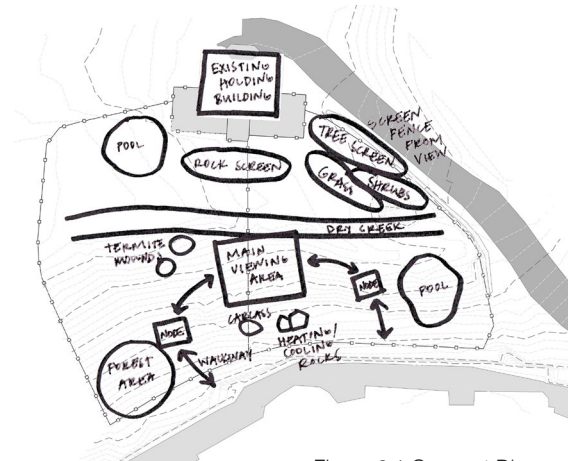 EXISTING
HOLDING
BUILDING
SCREEN
FENCE
FROM
VIEW
POOL
TREE SCREEN
ROCK SCREEN
GRASS
SHRUBS
DRY CREEK
TERMITE
MOUNDS
MAIN
VIEWING
AREA
NODE
POOL
CARCASS
NODE
HEATING/
COOLING
ROCKS
WALKWAY
FOREST
AREA